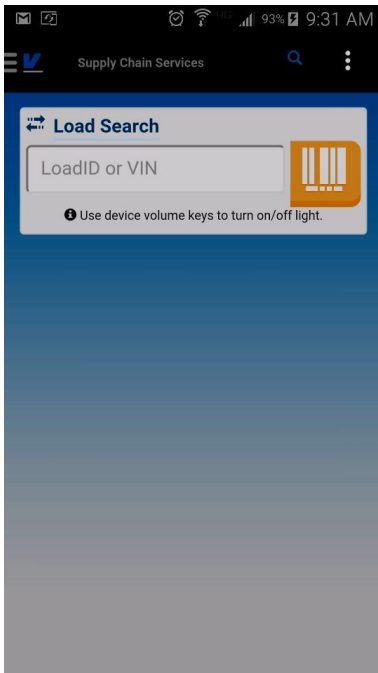 93% 9:31 AM
V Supply Chain Services
Load Search
LoadID or VIN
Use device volume keys to turn on/off light.